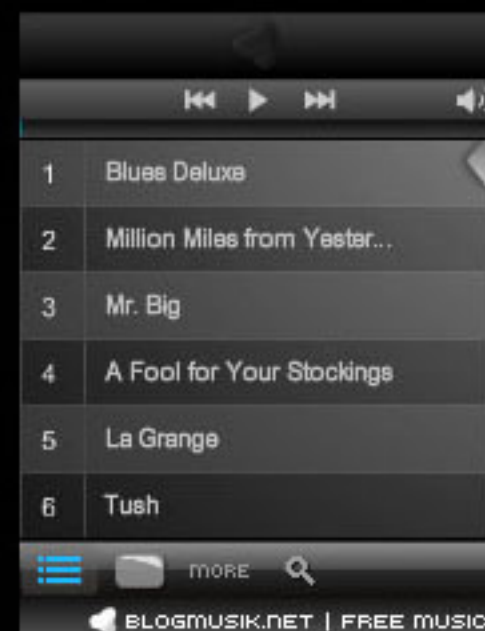 1 Blues Deluxe
2 Million Miles from Yester...
3 Mr. Big
4 A Fool for Your Stockings
5 La Grange
6 Tush
MORE
BLOGMUSIK.NET | FREE MUSIC